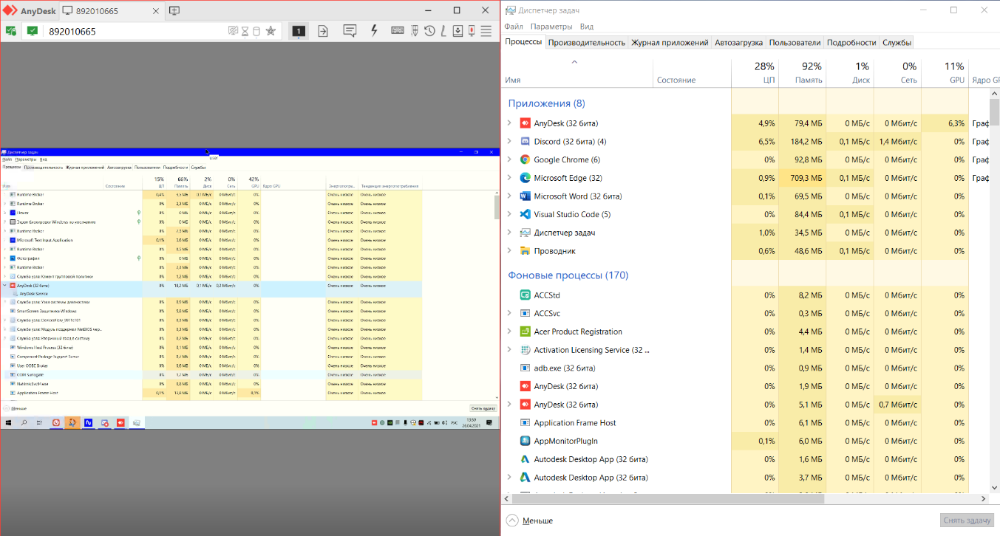 AnyDesk 892010665
892010665
1
Диспетчер задач
user
Файл Параметры Вид
Процессы Производительность Журнал приложений Автозагрузка Пользователи Подробности Службы
15% 66% 2% 0% 42%
Имя Состояние ЦП Память Диск Сеть GPU Ядро GPU Энергопотре... Тенденция энергопотребления
Runtime Broker 0,4% 3,5 МБ 0,1 МБ/с 0 Мбит/с 0% Очень низкое Очень низкое
Runtime Broker 0% 2,3 МБ 0 МБ/с 0 Мбит/с 0% Очень низкое Очень низкое
Поиск 0% 0 МБ 0 МБ/с 0 Мбит/с 0% Очень низкое Очень низкое
Экран блокировки Windows по умолчанию 0% 0 МБ 0 МБ/с 0 Мбит/с 0% Очень низкое Очень низкое
Runtime Broker 0% 2,3 МБ 0 МБ/с 0 Мбит/с 0% Очень низкое Очень низкое
Microsoft Text Input Application 0,1% 3,6 МБ 0 МБ/с 0 Мбит/с 0% Очень низкое Очень низкое
Runtime Broker 0% 0,5 МБ 0 МБ/с 0 Мбит/с 0% Очень низкое Очень низкое
Фотографии 0% 0 МБ 0 МБ/с 0 Мбит/с 0% Очень низкое Очень низкое
Runtime Broker 0% 2,3 МБ 0 МБ/с 0 Мбит/с 0% Очень низкое Очень низкое
Служба узла: Клиент групповой политики 0% 1,2 МБ 0 МБ/с 0 Мбит/с 0% Очень низкое Очень низкое
AnyDesk (32 бита) 0% 18,2 МБ 0,1 МБ/с 0,2 Мбит/с 0% Очень низкое Очень низкое
AnyDesk Service
Служба узла: Узел системы диагностики 0% 0,9 МБ 0 МБ/с 0 Мбит/с 0% Очень низкое Очень низкое
SmartScreen Защитника Windows 0% 5,8 МБ 0 МБ/с 0 Мбит/с 0% Очень низкое Очень низкое
Служба узла: 0% 0 МБ/с 0 Мбит/с 0% Очень низкое Очень низкое
Служба узла: Модуль поддержки NetBIOS чер... 0% 0,3 МБ 0 МБ/с 0 Мбит/с 0% Очень низкое Очень низкое
Служба узла: Вторичный вход в систему 0% 0,2 МБ 0 МБ/с 0 Мбит/с 0% Очень низкое Очень низкое
Windows Host Process (32 бита) 0% 0,1 МБ 0 МБ/с 0 Мбит/с 0% Очень низкое Очень низкое
Component Package Support Server 0% 0,7 МБ 0 МБ/с 0 Мбит/с 0% Очень низкое Очень низкое
User OOBE Broker 0% 0,6 МБ 0 МБ/с 0 Мбит/с 0% Очень низкое Очень низкое
COM Surrogate 0% 1,7 МБ 0 МБ/с 0 Мбит/с 0% Очень низкое Очень низкое
0% 0 МБ/с 0 Мбит/с 0% Очень низкое Очень низкое
Application Frame Host 0,1% 13,8 МБ 0 МБ/с 0 Мбит/с 0,1% Очень низкое Очень низкое
Меньше Снять задачу
РУС 13:59
26.04.2021
Диспетчер задач
Файл Параметры Вид
Процессы Производительность Журнал приложений Автозагрузка Пользователи Подробности Службы
28% 92% 1% 0% 11%
Имя Состояние ЦП Память Диск Сеть GPU Ядро GP
Приложения (8)
AnyDesk (32 бита) 4,9% 79,4 МБ 0 МБ/с 0 Мбит/с 6,3% Граф
Discord (32 бита) (4) 6,5% 184,2 МБ 0,1 МБ/с 1,4 Мбит/с 0% Граф
Google Chrome (6) 0% 92,8 МБ 0 МБ/с 0 Мбит/с 0% Граф
Microsoft Edge (32) 0,9% 709,3 МБ 0,1 МБ/с 0 Мбит/с 0% Граф
Microsoft Word (32 бита) 0,1% 69,5 МБ 0 МБ/с 0 Мбит/с 0%
Visual Studio Code (5) 0% 84,4 МБ 0,1 МБ/с 0 Мбит/с 0%
Диспетчер задач 1,0% 34,5 МБ 0 МБ/с 0 Мбит/с 0%
Проводник 0,6% 48,6 МБ 0,1 МБ/с 0 Мбит/с 0%
Фоновые процессы (170)
ACCStd 0% 8,2 МБ 0 МБ/с 0 Мбит/с 0%
ACCSvc 0% 0,3 МБ 0 МБ/с 0 Мбит/с 0%
Acer Product Registration 0% 4,4 МБ 0 МБ/с 0 Мбит/с 0%
Activation Licensing Service (32 ... 0% 1,4 МБ 0 МБ/с 0 Мбит/с 0%
adb.exe (32 бита) 0% 0,9 МБ 0 МБ/с 0 Мбит/с 0%
AnyDesk (32 бита) 0% 1,9 МБ 0 МБ/с 0 Мбит/с 0%
AnyDesk (32 бита) 0% 5,1 МБ 0 МБ/с 0,7 Мбит/с 0%
Application Frame Host 0% 6,1 МБ 0 МБ/с 0 Мбит/с 0%
AppMonitorPlugIn 0,1% 6,0 МБ 0 МБ/с 0 Мбит/с 0%
Autodesk Desktop App (32 бита) 0% 1,6 МБ 0 МБ/с 0 Мбит/с 0%
Autodesk Desktop App (32 бита) 0% 3,7 МБ 0 МБ/с 0 Мбит/с 0%
Меньше Снять задачу